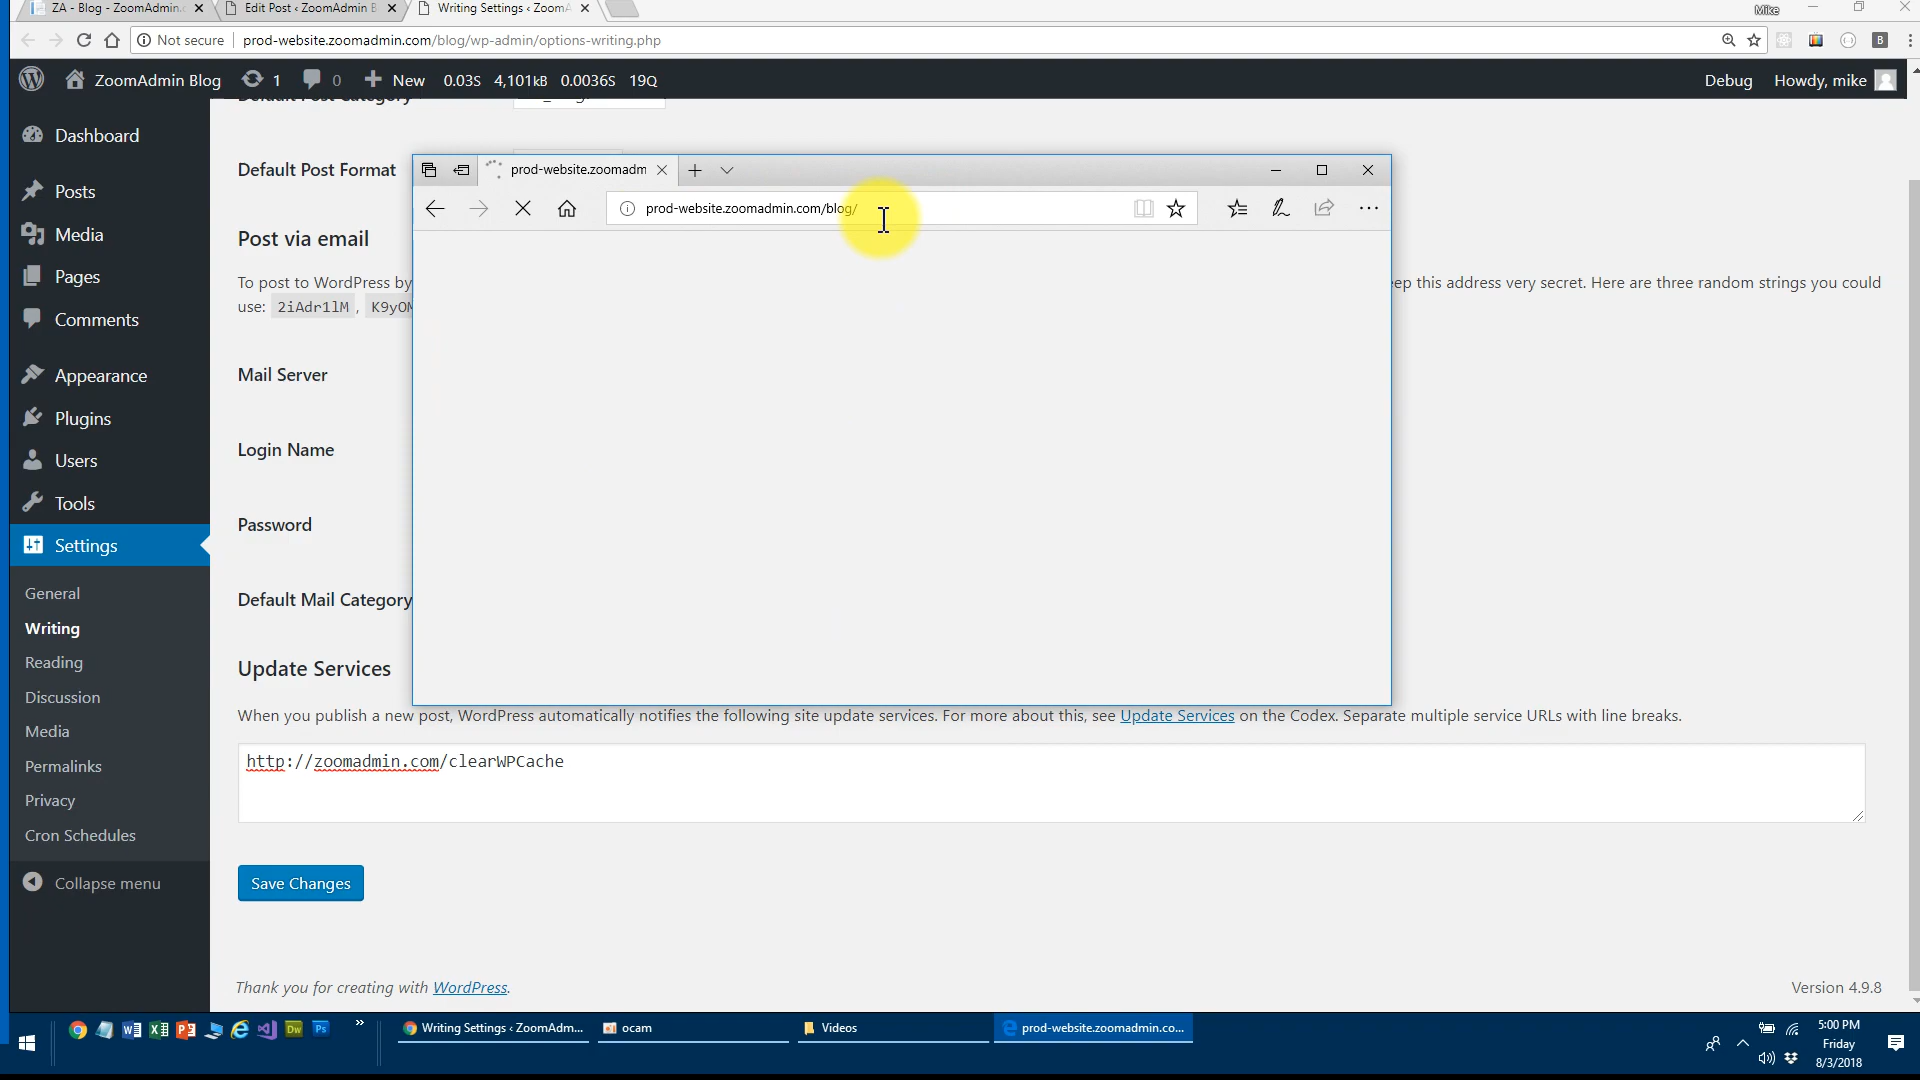 ZA - Blog - ZoomAdmin.
Edit Post ‹ ZoomAdmin B
Writing Settings ‹ ZoomA
Mike
Not secure
prod-website.zoomadmin.com/blog/wp-admin/options-writing.php
B
ZoomAdmin Blog
1
0
New
0.03S
4,101kB
0.0036S
19Q
Debug
Howdy, mike
Dashboard
Posts
Media
Pages
Comments
Appearance
Plugins
Users
Tools
Settings
General
Writing
Reading
Discussion
Media
Permalinks
Privacy
Cron Schedules
Collapse menu
Default Post Category
Default Post Format
prod-website.zoomadm
prod-website.zoomadmin.com/blog/
Post via email
To post to WordPress by
ep this address very secret. Here are three random strings you could
use: 2iAdr1lM , K9yOM
Mail Server
Login Name
Password
Default Mail Category
Update Services
When you publish a new post, WordPress automatically notifies the following site update services. For more about this, see Update Services on the Codex. Separate multiple service URLs with line breaks.
http://zoomadmin.com/clearWPCache
Save Changes
Thank you for creating with WordPress.
Version 4.9.8
Dw
Ps
Writing Settings ‹ ZoomAdm...
ocam
Videos
prod-website.zoomadmin.co...
5:00 PM
Friday
8/3/2018